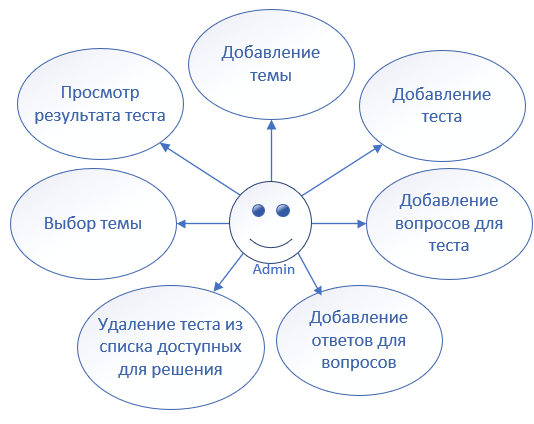 Добавление
темы
Просмотр
результата теста
Добавление
теста
Выбор темы
Добавление
вопросов для
теста
Admin
Удаление теста из
списка доступных
для решения
Добавление
ответов для
вопросов